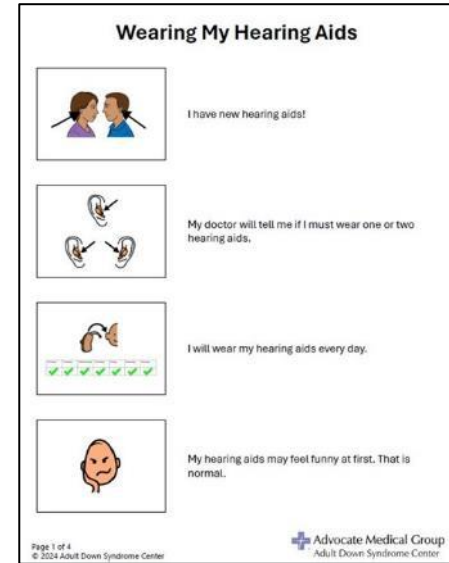 Wearing My Hearing Aids
I have new hearing aids!
My doctor will tell me if I must wear one or two
hearing aids.
I will wear my hearing aids every day.
My hearing aids may feel funny at first. That is
normal.
Page 1 of 4
© 2024 Adult Down Syndrome Center
Advocate Medical Group
Adult Down Syndrome Center